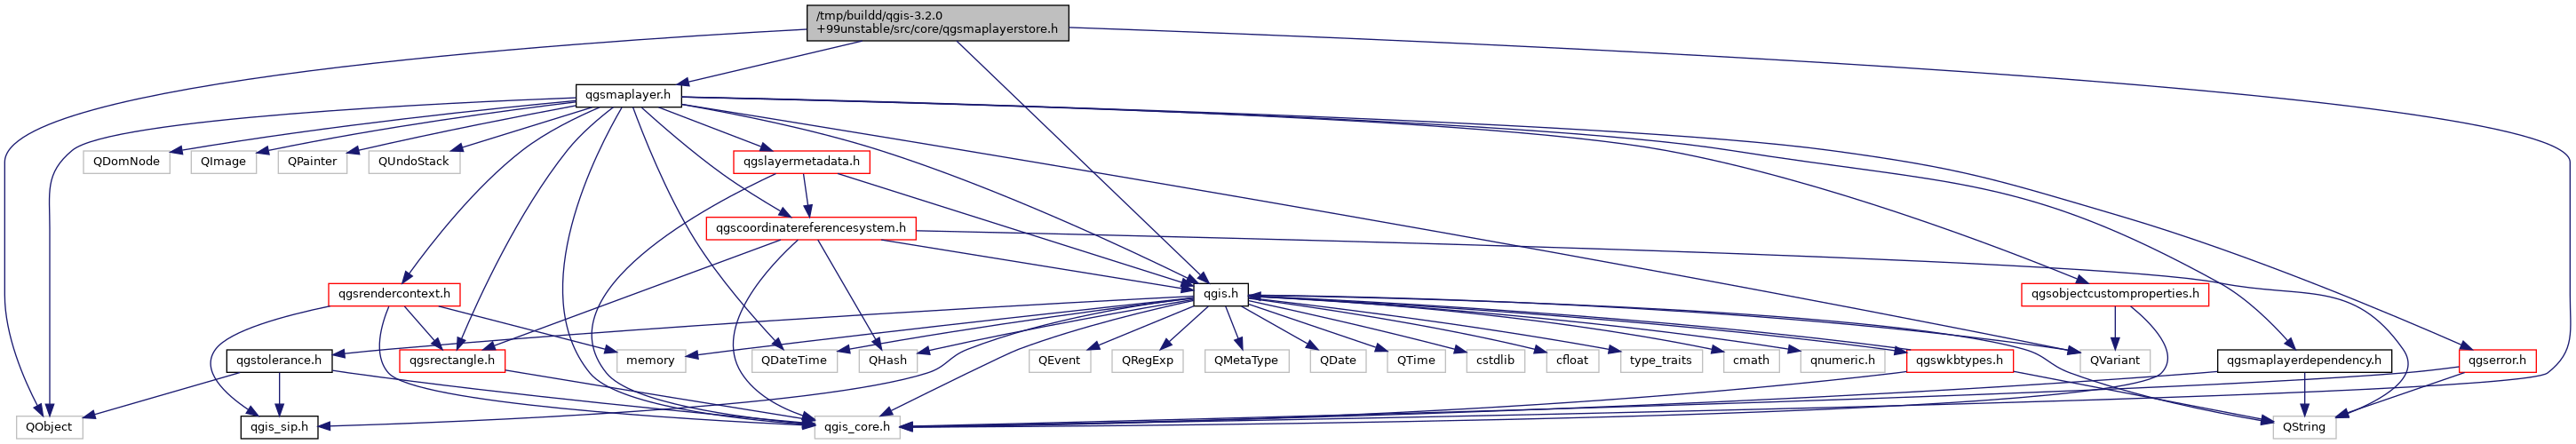 /tmp/buildd/qgis-3.2.0
+99unstable/src/core/qgsmaplayerstore.h
qgsmaplayer.h
QDomNode
QImage
QPainter
QUndoStack
qgslayermetadata.h
qgscoordinatereferencesystem.h
qgsrendercontext.h
qgis.h
qgsobjectcustomproperties.h
qgstolerance.h
qgsrectangle.h
memory
QDateTime
QHash
QEvent
QRegExp
QMetaType
QDate
QTime
cstdlib
cfloat
type_traits
cmath
qnumeric.h
qgswkbtypes.h
QVariant
qgsmaplayerdependency.h
qgserror.h
QObject
qgis_sip.h
qgis_core.h
QString